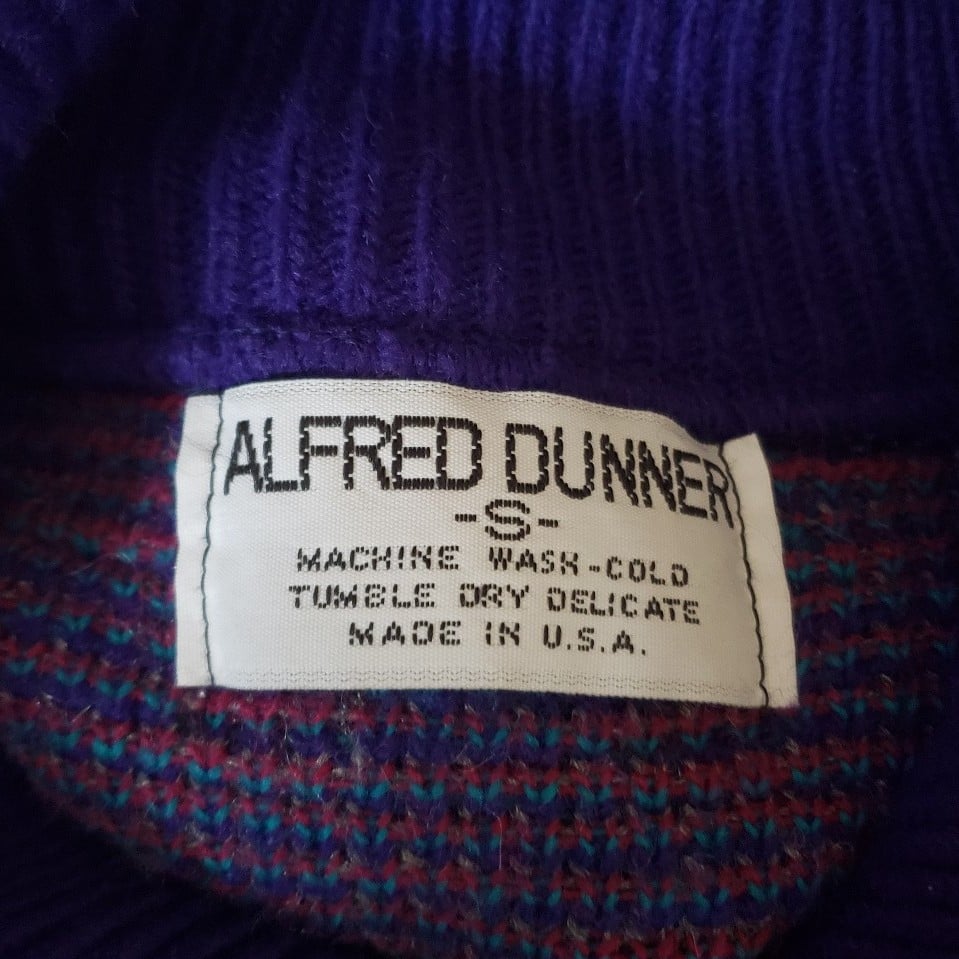 ALFRED DUNNER
-S-
MACHINE WASH-COLD
TUMBLE DRY DELICATE
MADE IN U.S.A.